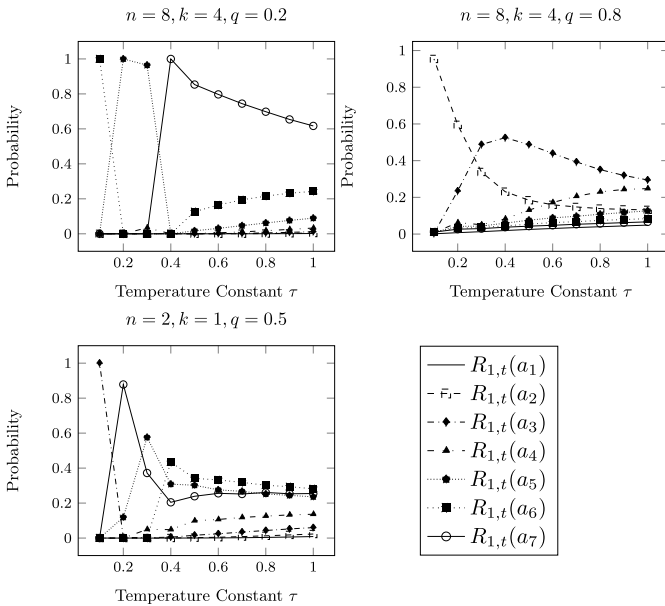 n = 8, k = 4, q = 0.2
n = 8, k = 4, q = 0.8
1
0.8
0.6
0.4
0.2
0
Probability
0.2 0.4 0.6 0.8 1
Temperature Constant τ
1
0.8
0.6
0.4
0.2
0
Probability
0.2 0.4 0.6 0.8 1
Temperature Constant τ
n = 2, k = 1, q = 0.5
1
0.8
0.6
0.4
0.2
0
Probability
0.2 0.4 0.6 0.8 1
Temperature Constant τ
R₁,ₜ(a₁)
R₁,ₜ(a₂)
R₁,ₜ(a₃)
R₁,ₜ(a₄)
R₁,ₜ(a₅)
R₁,ₜ(a₆)
R₁,ₜ(a₇)